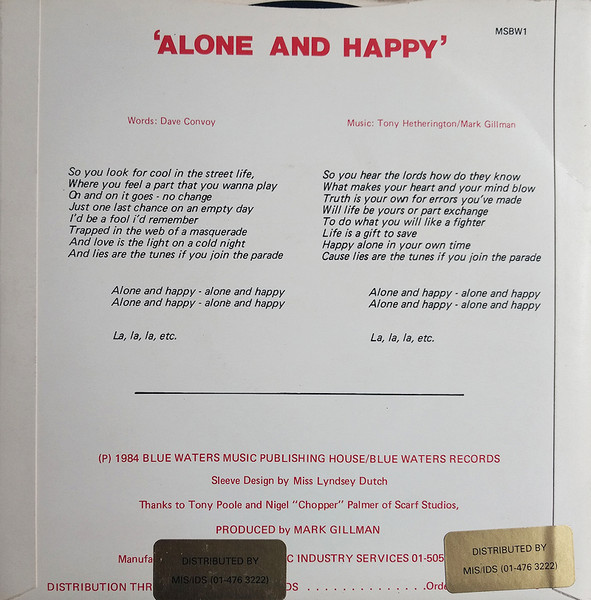 MSBW1
'ALONE AND HAPPY'
Words: Dave Convoy
Music: Tony Hetherington/Mark Gillman
So you look for cool in the street life,
Where you feel a part that you wanna play
On and on it goes - no change
Just one last chance on an empty day
I'd be a fool i'd remember
Trapped in the web of a masquerade
And love is the light on a cold night
And lies are the tunes if you join the parade
Alone and happy - alone and happy
Alone and happy - alone and happy
La, la, la, etc.
So you hear the lords how do they know
What makes your heart and your mind blow
Truth is your own for errors you've made
Will life be yours or part exchange
To do what you will like a fighter
Life is a gift to save
Happy alone in your own time
Cause lies are the tunes if you join the parade
Alone and happy - alone and happy
Alone and happy - alone and happy
La, la, la, etc.
(P) 1984 BLUE WATERS MUSIC PUBLISHING HOUSE/BLUE WATERS RECORDS
Sleeve Design by Miss Lyndsey Dutch
Thanks to Tony Poole and Nigel "Chopper" Palmer of Scarf Studios,
PRODUCED by MARK GILLMAN
INDUSTRY SERVICES 01-505
DISTRIBUTED BY
MIS/IDS (01-476 3222)
DISTRIBUTED BY
MIS/IDS (01-476 3222)
DISTRIBUTION